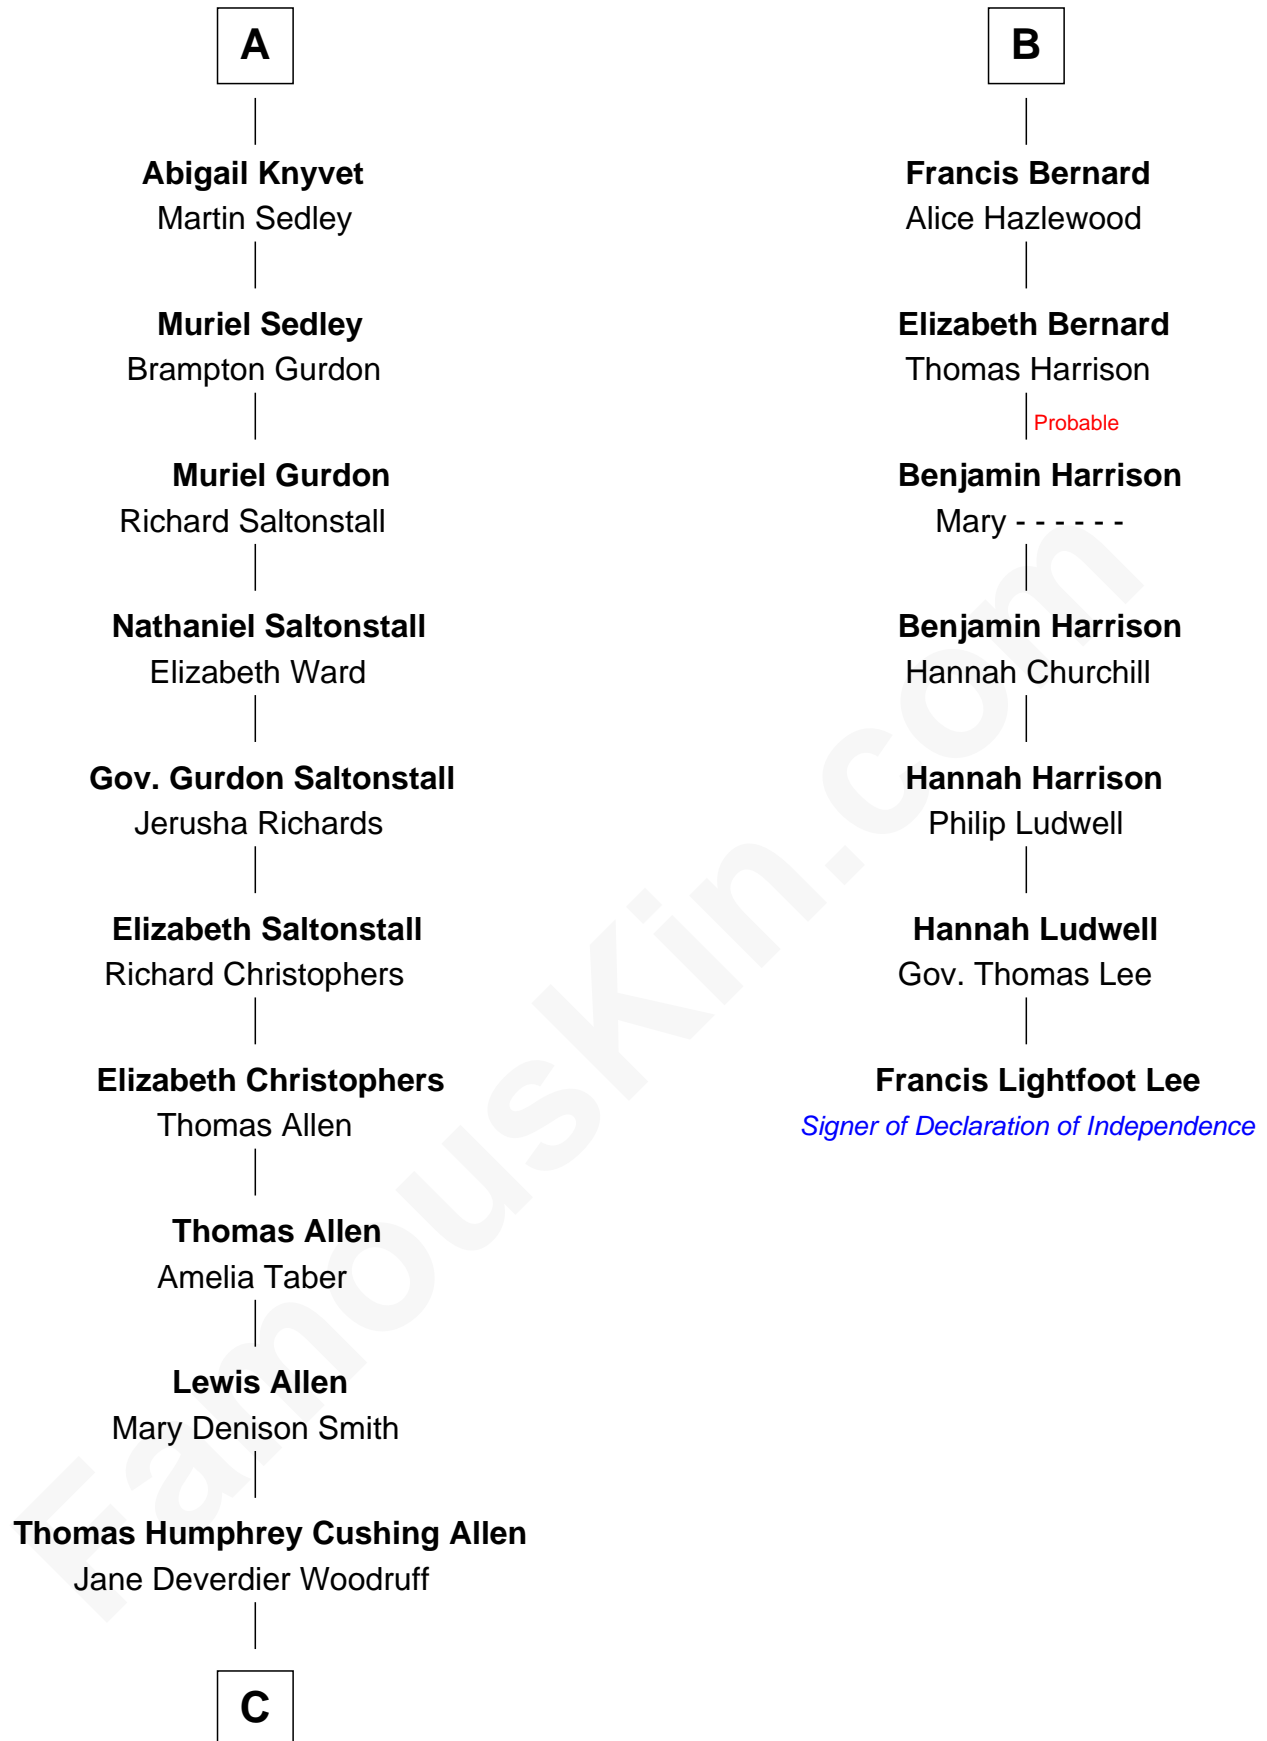 A
Abigail Knyvet
Martin Sedley
Muriel Sedley
Brampton Gurdon
Muriel Gurdon
Richard Saltonstall
Nathaniel Saltonstall
Elizabeth Ward
Gov. Gurdon Saltonstall
Jerusha Richards
Elizabeth Saltonstall
Richard Christophers
Elizabeth Christophers
Thomas Allen
Thomas Allen
Amelia Taber
Lewis Allen
Mary Denison Smith
Thomas Humphrey Cushing Allen
Jane Deverdier Woodruff
C
B
Francis Bernard
Alice Hazlewood
Elizabeth Bernard
Thomas Harrison
Probable
Benjamin Harrison
Mary - - - - - -
Benjamin Harrison
Hannah Churchill
Hannah Harrison
Philip Ludwell
Hannah Ludwell
Gov. Thomas Lee
Francis Lightfoot Lee
Signer of Declaration of Independence
FamousKin.com